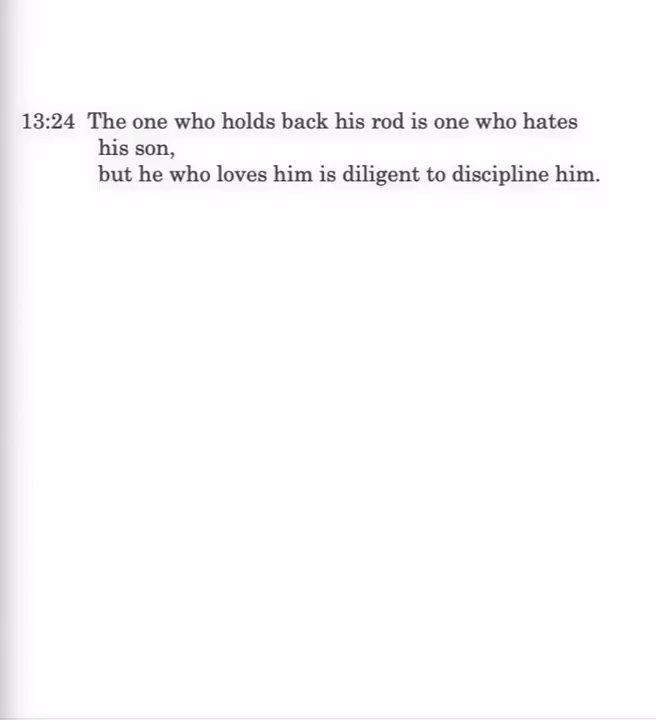 13:24 The one who holds back his rod is one who hates
his son,
but he who loves him is diligent to discipline him.